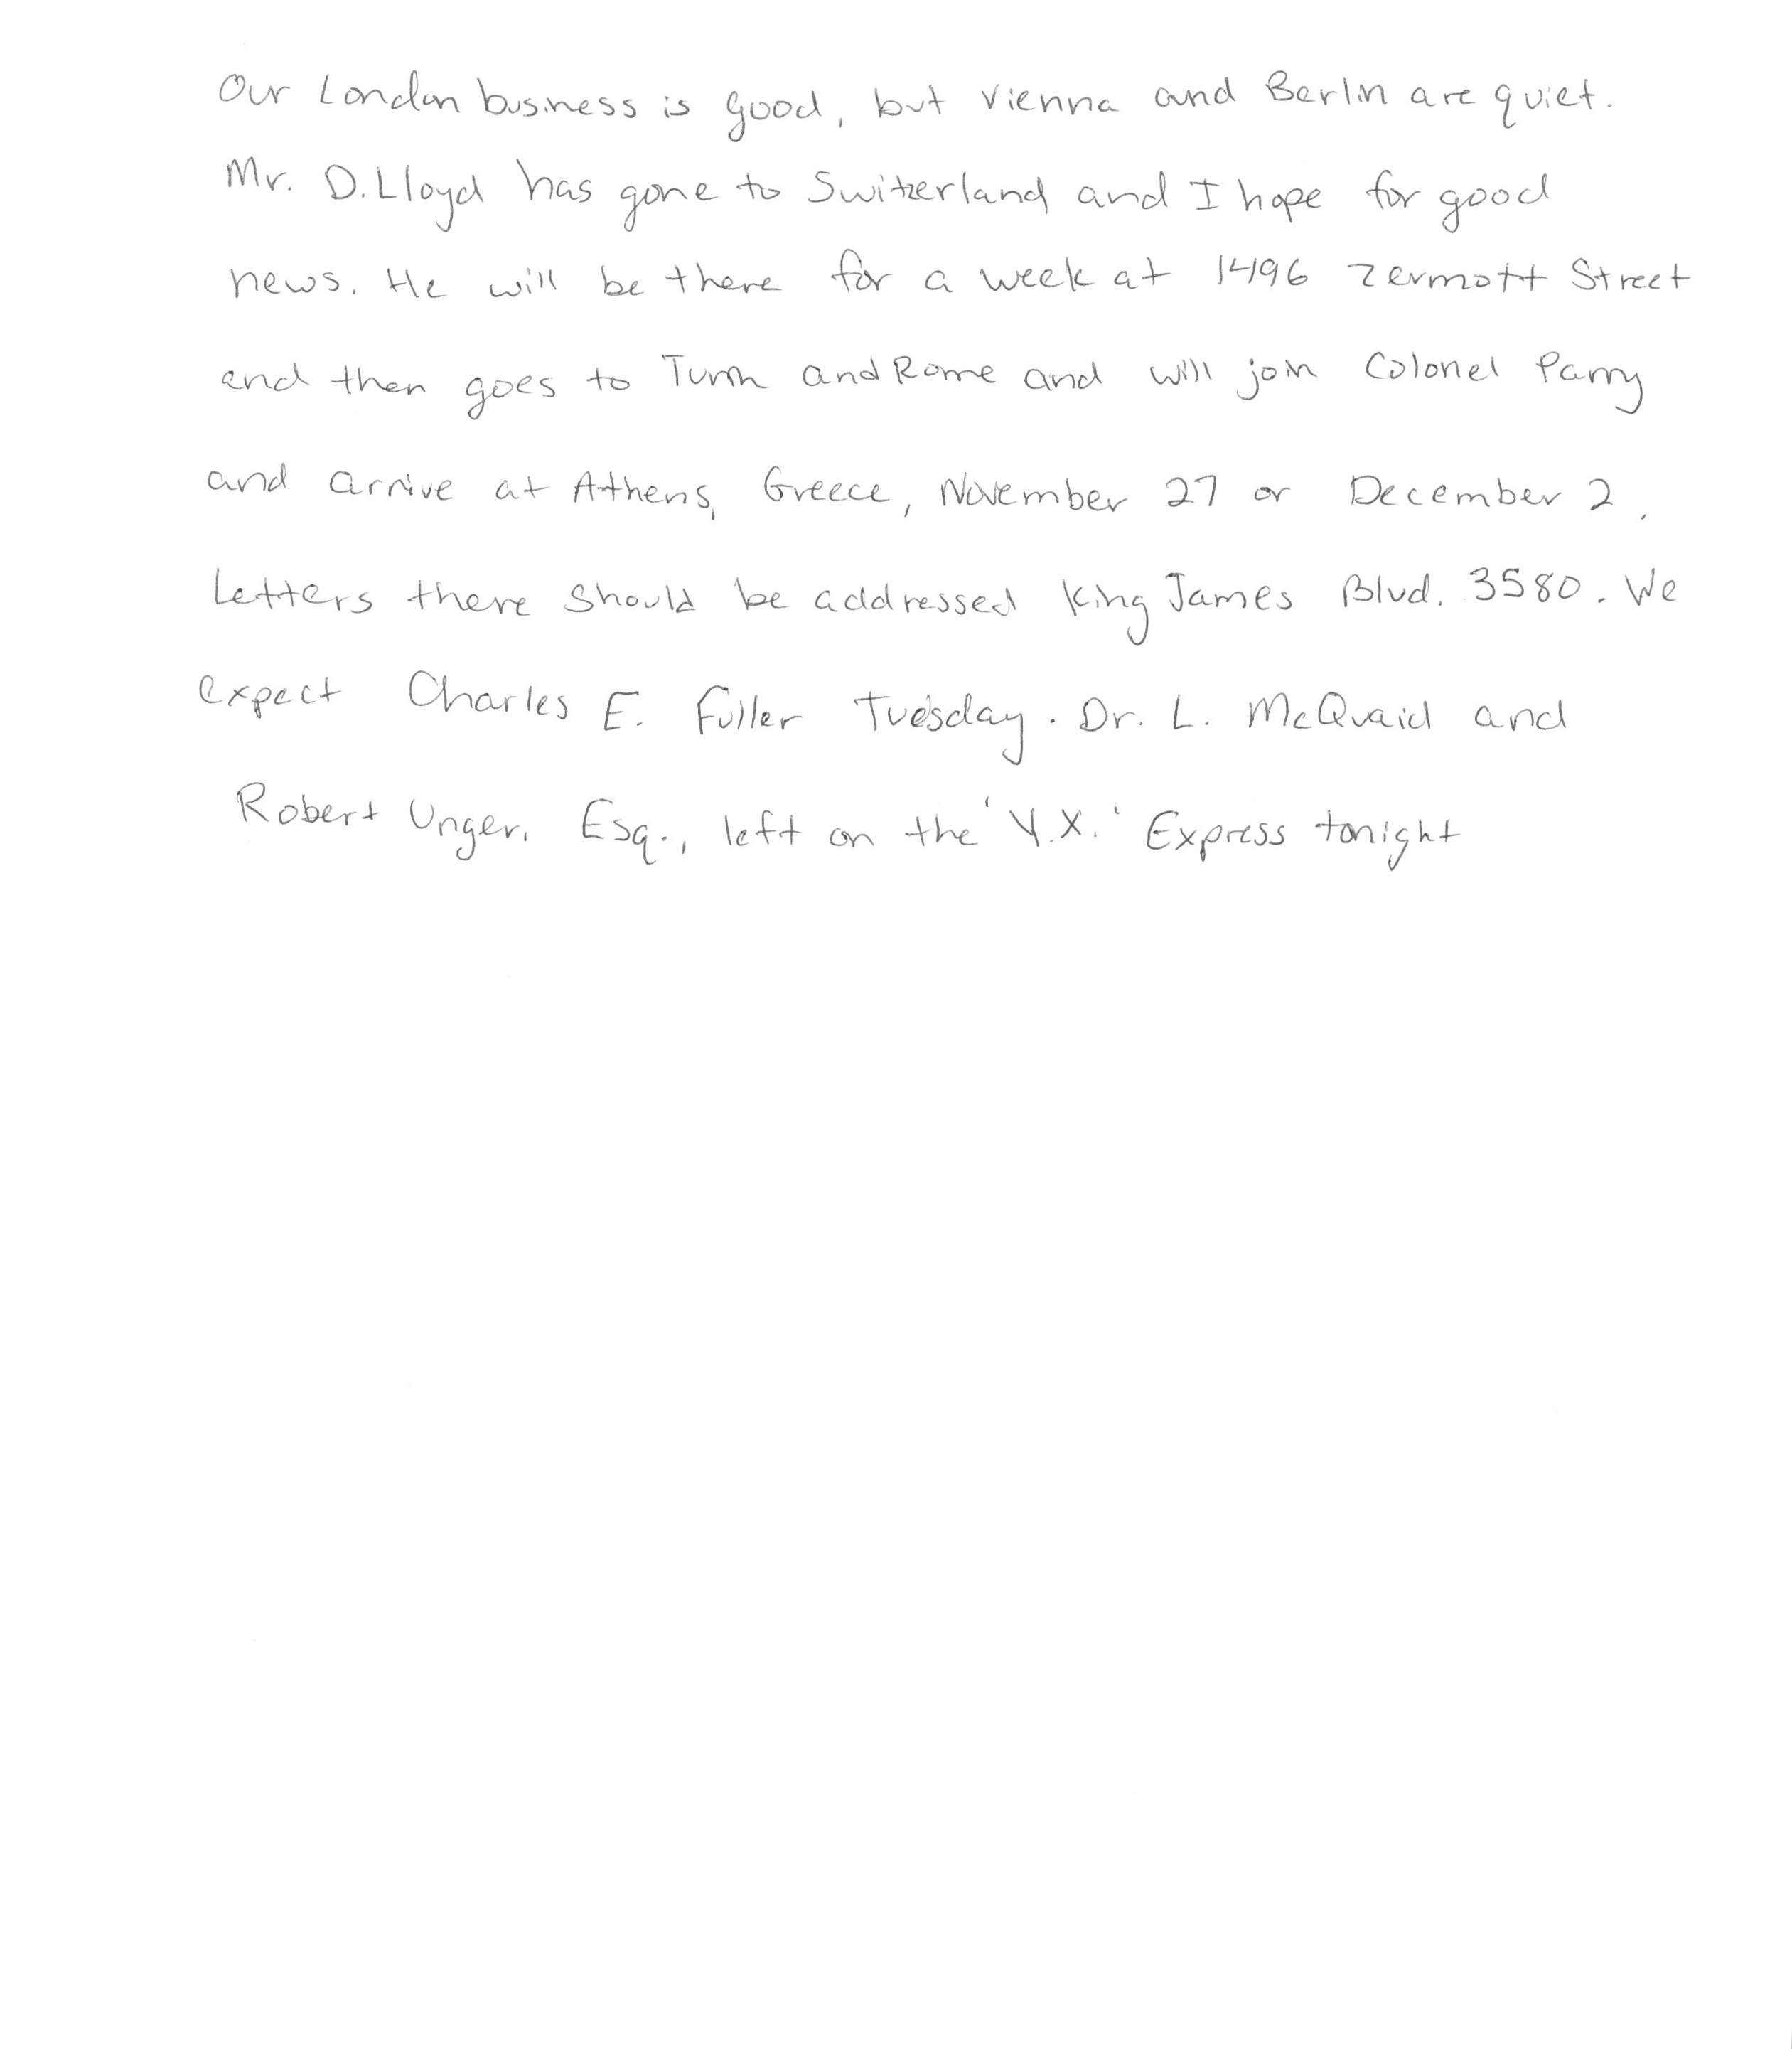 Our London business is good, but Vienna and Berlin are quiet.
Mr. D. Lloyd has gone to Switzerland and I hope for good
news. He will be there for a week at 1496 Zermott Street
and then goes to Turin and Rome and will join Colonel Parry
and arrive at Athens, Greece, November 27 or December 2.
Letters there should be addressed King James Blvd. 3580. We
expect Charles E. Fuller Tuesday. Dr. L. McQuaid and
Robert Unger, Esq., left on the 'Y.X.' Express tonight